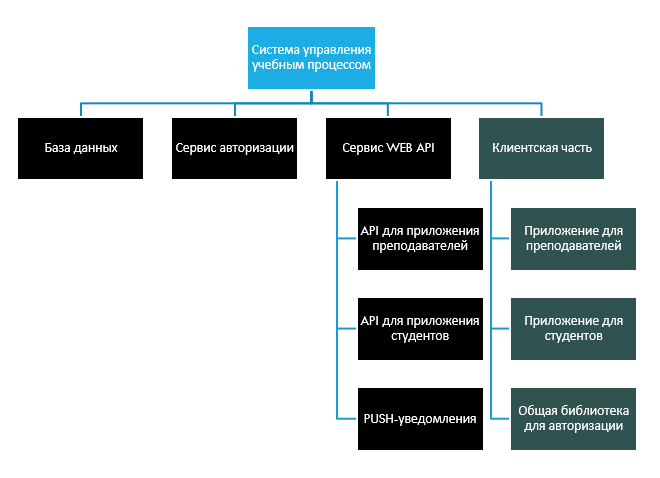 Система управления
учебным процессом
База данных
Сервис авторизации
Сервис WEB API
Клиентская часть
API для приложения
преподавателей
Приложение для
преподавателей
API для приложения
студентов
Приложение для
студентов
PUSH-уведомления
Общая библиотека
для авторизации